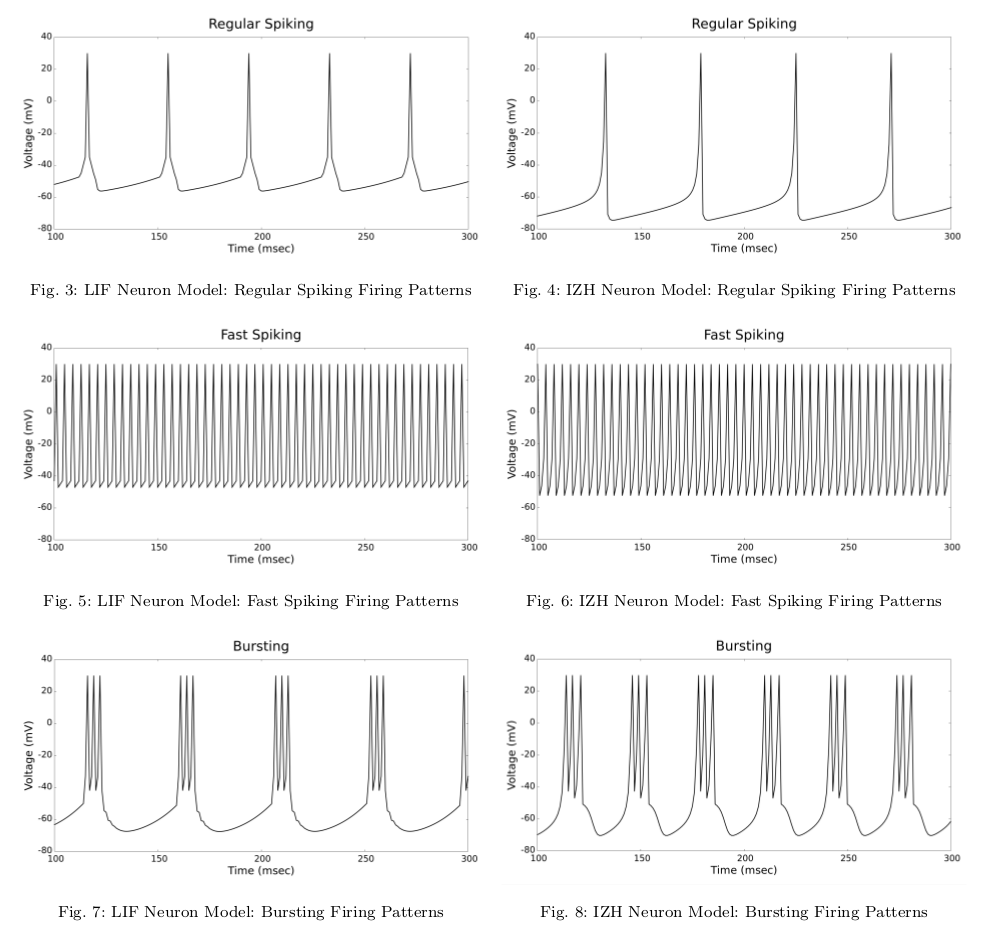 Regular Spiking
40
20
0
-20
-40
-60
-80
Voltage (mV)
100 150 200 250 300
Time (msec)
Fig. 3: LIF Neuron Model: Regular Spiking Firing Patterns
Regular Spiking
40
20
0
-20
-40
-60
-80
Voltage (mV)
100 150 200 250 300
Time (msec)
Fig. 4: IZH Neuron Model: Regular Spiking Firing Patterns
Fast Spiking
40
20
0
-20
-40
-60
-80
Voltage (mV)
100 150 200 250 300
Time (msec)
Fig. 5: LIF Neuron Model: Fast Spiking Firing Patterns
Fast Spiking
40
20
0
-20
-40
-60
-80
Voltage (mV)
100 150 200 250 300
Time (msec)
Fig. 6: IZH Neuron Model: Fast Spiking Firing Patterns
Bursting
40
20
0
-20
-40
-60
-80
Voltage (mV)
100 150 200 250 300
Time (msec)
Fig. 7: LIF Neuron Model: Bursting Firing Patterns
Bursting
40
20
0
-20
-40
-60
-80
Voltage (mV)
100 150 200 250 300
Time (msec)
Fig. 8: IZH Neuron Model: Bursting Firing Patterns